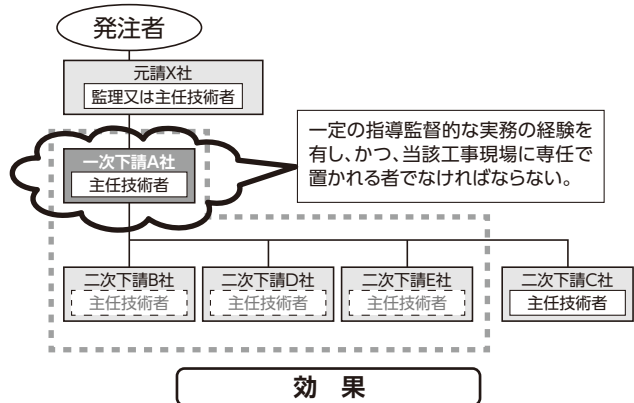 発注者
元請X社
監理又は主任技術者
一次下請A社
主任技術者
一定の指導監督的な実務の経験を
有し、かつ、当該工事現場に専任で
置かれる者でなければならない。
二次下請B社
主任技術者
二次下請D社
主任技術者
二次下請E社
主任技術者
二次下請C社
主任技術者
効 果